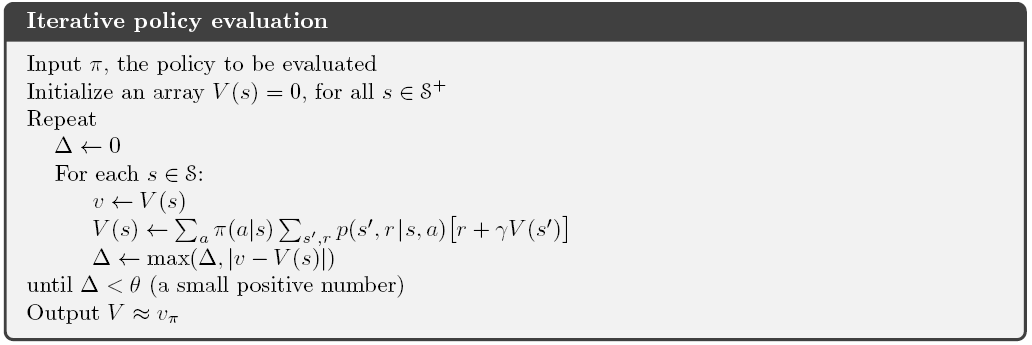 Iterative policy evaluation
Input π, the policy to be evaluated
Initialize an array V(s) = 0, for all s ∈ 𝒮⁺
Repeat
Δ ← 0
For each s ∈ 𝒮:
v ← V(s)
V(s) ← ∑ₐ π(a|s) ∑ₛ′,ᵣ p(s′, r|s, a)[r + γV(s′)]
Δ ← max(Δ, |v − V(s)|)
until Δ < θ (a small positive number)
Output V ≈ v_π